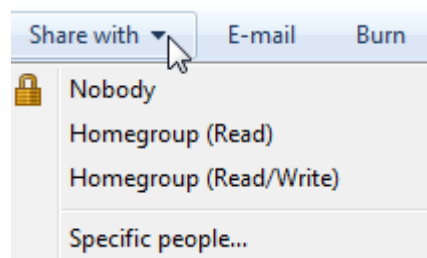 Share with E-mail Burn
Nobody
Homegroup (Read)
Homegroup (Read/Write)
Specific people...